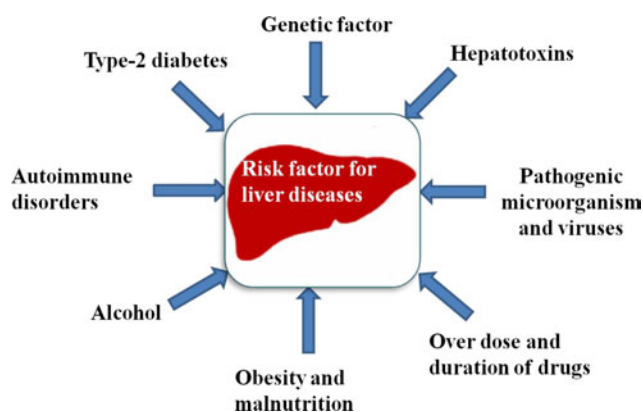 Genetic factor
Type-2 diabetes
Hepatotoxins
Risk factor for
liver diseases
Autoimmune
disorders
Pathogenic
microorganism
and viruses
Alcohol
Over dose and
duration of drugs
Obesity and
malnutrition